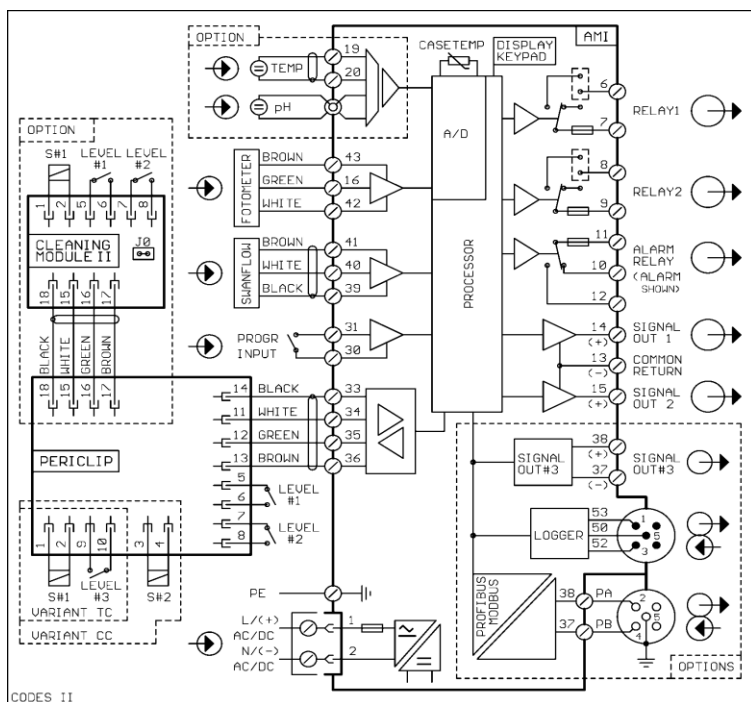 AMI
OPTION
TEMP
19
20
pH
CASETEMP
DISPLAY
KEYPAD
A/D
PROCESSOR
6
7
RELAY1
8
9
RELAY2
11
10
12
ALARM
RELAY
(ALARM
SHOWN)
14
(+)
SIGNAL
OUT 1
13
(-)
COMMON
RETURN
15
(+)
SIGNAL
OUT 2
OPTION
S#1
LEVEL
#1
LEVEL
#2
1
2
5
6
7
8
CLEANING
MODULE II
J0
18
15
16
17
BLACK
WHITE
GREEN
BROWN
18
15
16
17
FOTOMETER
BROWN
43
GREEN
16
WHITE
42
SWANFLOW
BROWN
41
WHITE
40
BLACK
39
PROGR
INPUT
31
30
PERICLIP
14
BLACK
33
11
WHITE
34
12
GREEN
35
13
BROWN
36
5
6
LEVEL
#1
7
8
LEVEL
#2
1
2
9
10
3
4
S#1
LEVEL
#3
S#2
VARIANT TC
VARIANT CC
PE
L/(+)
AC/DC
1
N/(-)
AC/DC
2
SIGNAL
OUT#3
38
(+)
37
(-)
SIGNAL
OUT#3
LOGGER
53
50
52
1
5
3
PROFIBUS
MODBUS
38
PA
37
PB
2
5
4
OPTIONS
CODES II